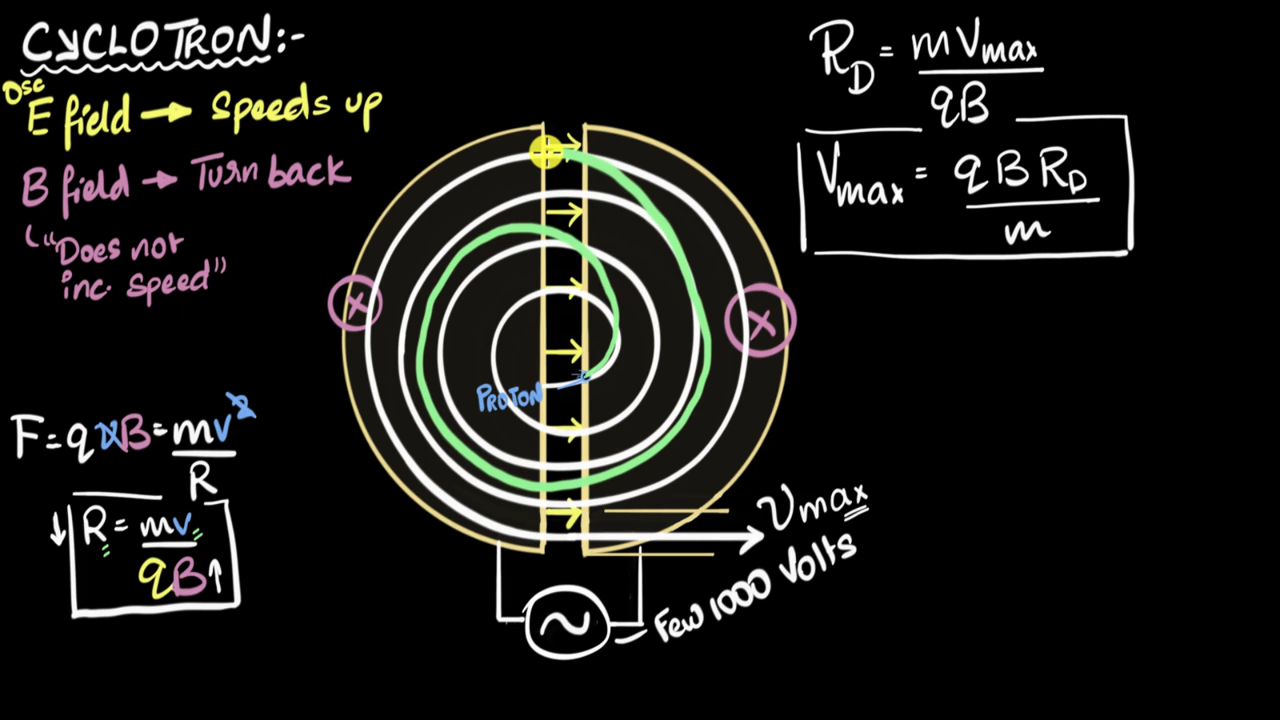 CYCLOTRON:-
Osc
E field → Speeds up
B field → Turn back
("Does not
inc. speed"
F = qvB = mv²
R
R = mv
qB
PROTON
Vmax
Few 1000 Volts
R_D = mVmax
qB
Vmax = qBR_D
m